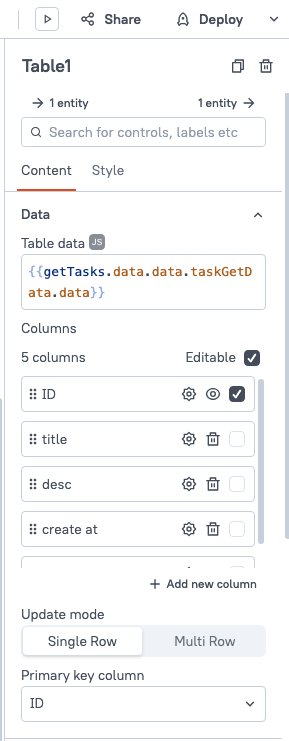 Share
Deploy
Table1
1 entity
1 entity
Search for controls, labels etc
Content
Style
Data
Table data JS
{{getTasks.data.data.taskGetD
ata.data}}
Columns
5 columns
Editable
ID
title
desc
create at
Add new column
Update mode
Single Row
Multi Row
Primary key column
ID